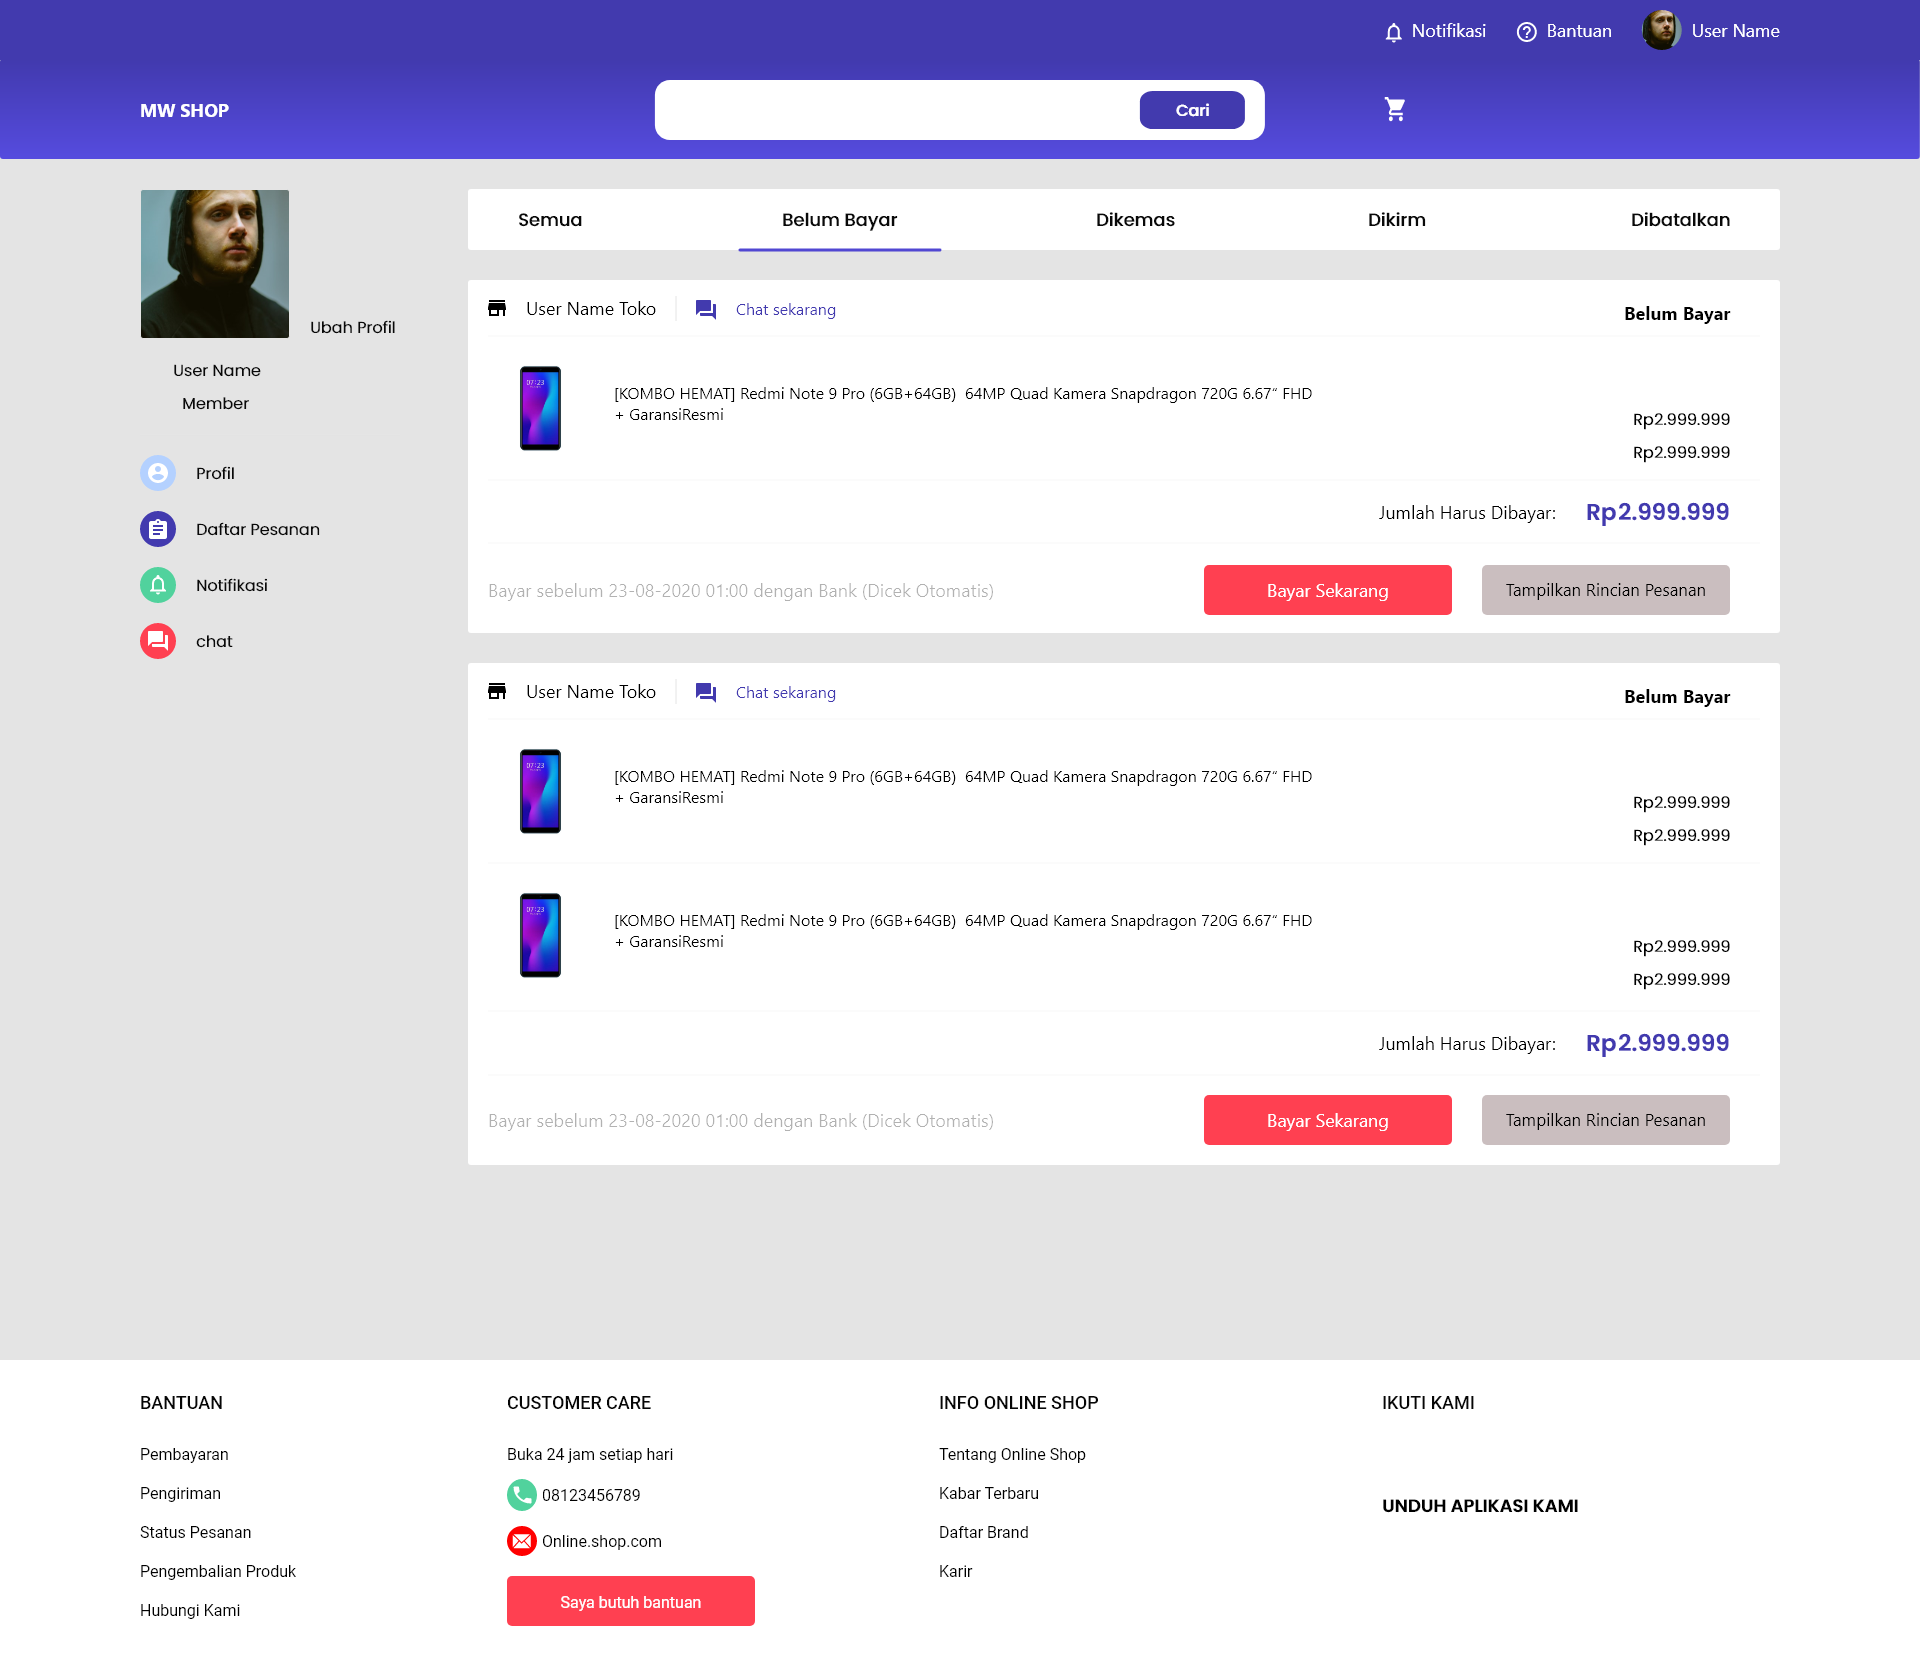 Notifikasi
Bantuan
User Name
MW SHOP
Cari
Semua
Belum Bayar
Dikemas
Dikirm
Dibatalkan
Ubah Profil
User Name
Member
Profil
Daftar Pesanan
Notifikasi
chat
User Name Toko
Chat sekarang
Belum Bayar
07:23
[KOMBO HEMAT] Redmi Note 9 Pro (6GB+64GB)  64MP Quad Kamera Snapdragon 720G 6.67“ FHD
+ GaransiResmi
Rp2.999.999
Rp2.999.999
Jumlah Harus Dibayar:
Rp2.999.999
Bayar sebelum 23-08-2020 01:00 dengan Bank (Dicek Otomatis)
Bayar Sekarang
Tampilkan Rincian Pesanan
User Name Toko
Chat sekarang
Belum Bayar
07:23
[KOMBO HEMAT] Redmi Note 9 Pro (6GB+64GB)  64MP Quad Kamera Snapdragon 720G 6.67“ FHD
+ GaransiResmi
Rp2.999.999
Rp2.999.999
07:23
[KOMBO HEMAT] Redmi Note 9 Pro (6GB+64GB)  64MP Quad Kamera Snapdragon 720G 6.67“ FHD
+ GaransiResmi
Rp2.999.999
Rp2.999.999
Jumlah Harus Dibayar:
Rp2.999.999
Bayar sebelum 23-08-2020 01:00 dengan Bank (Dicek Otomatis)
Bayar Sekarang
Tampilkan Rincian Pesanan
BANTUAN
Pembayaran
Pengiriman
Status Pesanan
Pengembalian Produk
Hubungi Kami
CUSTOMER CARE
Buka 24 jam setiap hari
08123456789
Online.shop.com
Saya butuh bantuan
INFO ONLINE SHOP
Tentang Online Shop
Kabar Terbaru
Daftar Brand
Karir
IKUTI KAMI
UNDUH APLIKASI KAMI